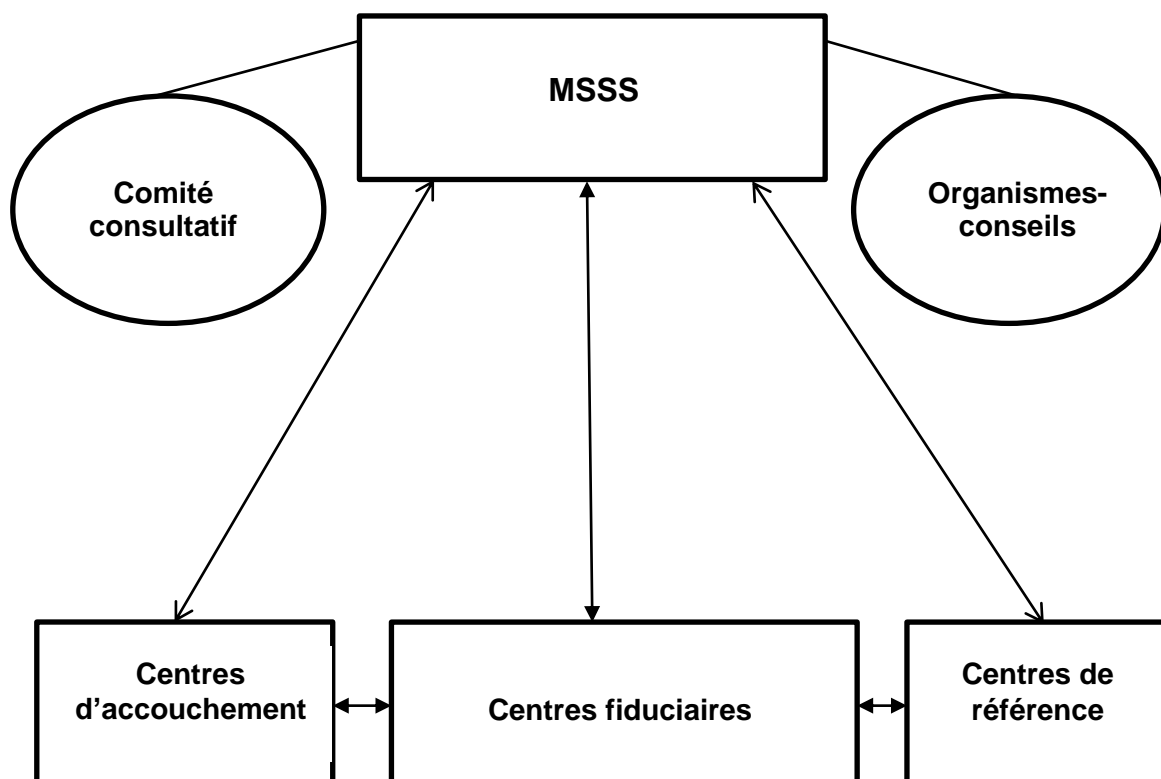 MSSS
Comité
consultatif
Organismes-
conseils
Centres
d’accouchement
Centres fiduciaires
Centres de
référence